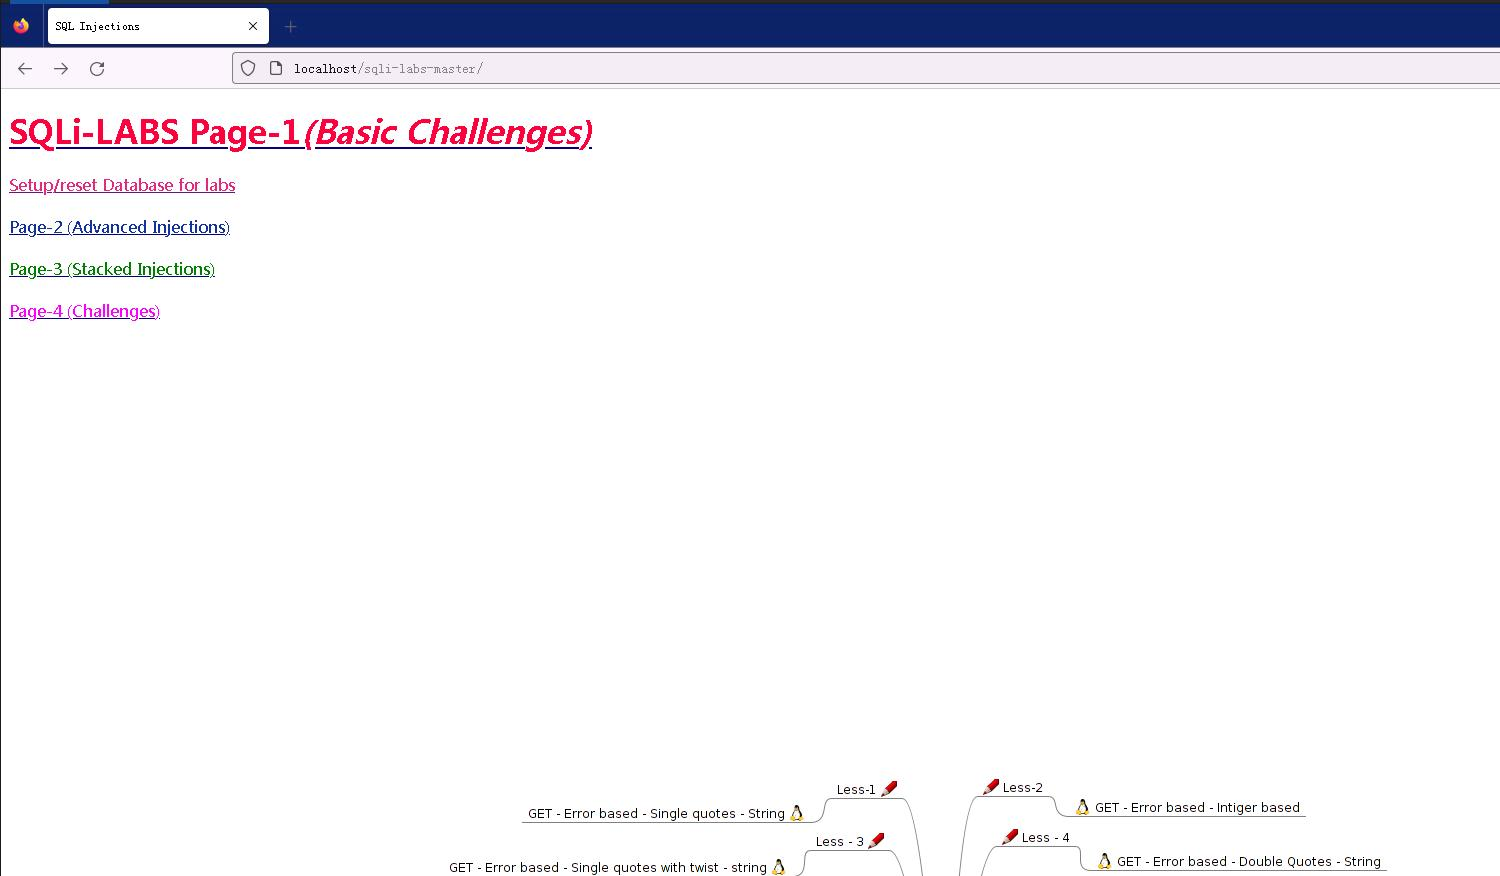 SQL Injections
localhost/sqli-labs-master/
SQLi-LABS Page-1(Basic Challenges)
Setup/reset Database for labs
Page-2 (Advanced Injections)
Page-3 (Stacked Injections)
Page-4 (Challenges)
Less-1
Less-2
GET - Error based - Single quotes - String
GET - Error based - Intiger based
Less - 3
Less - 4
GET - Error based - Single quotes with twist - string
GET - Error based - Double Quotes - String